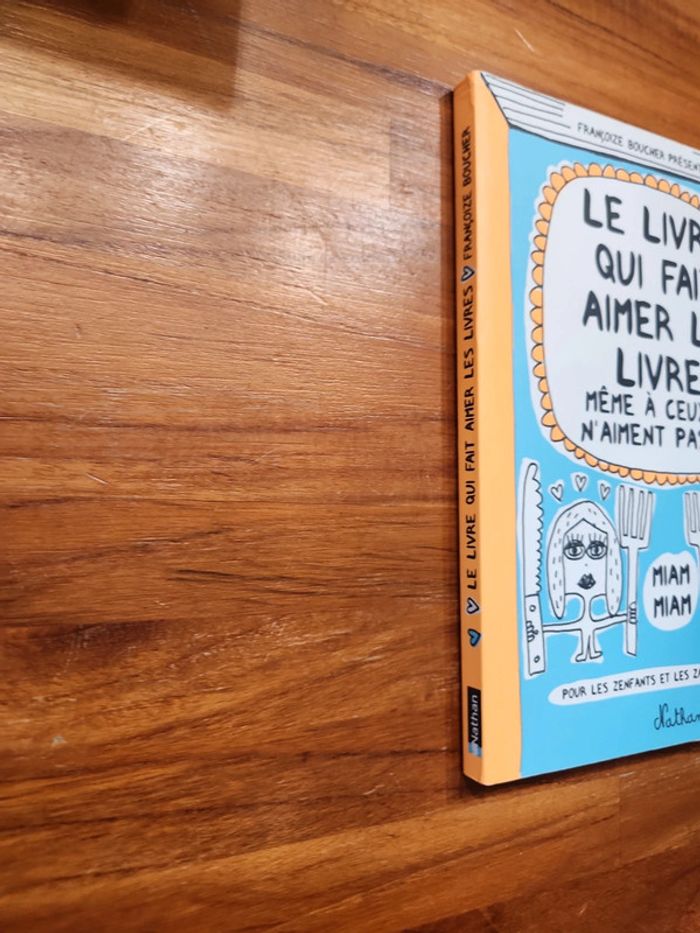 LE LIVRE QUI FAIT AIMER LES LIVRES FRANÇOIZE BOUCHER
Nathan
FRANÇOIZE BOUCHER PRÉSENT
LE LIVR
QUI FAI
AIMER L
LIVRE
MÊME À CEUX
N'AIMENT PAS
MIAM
MIAM
POUR LES ZENFANTS ET LES ZA
Nathan